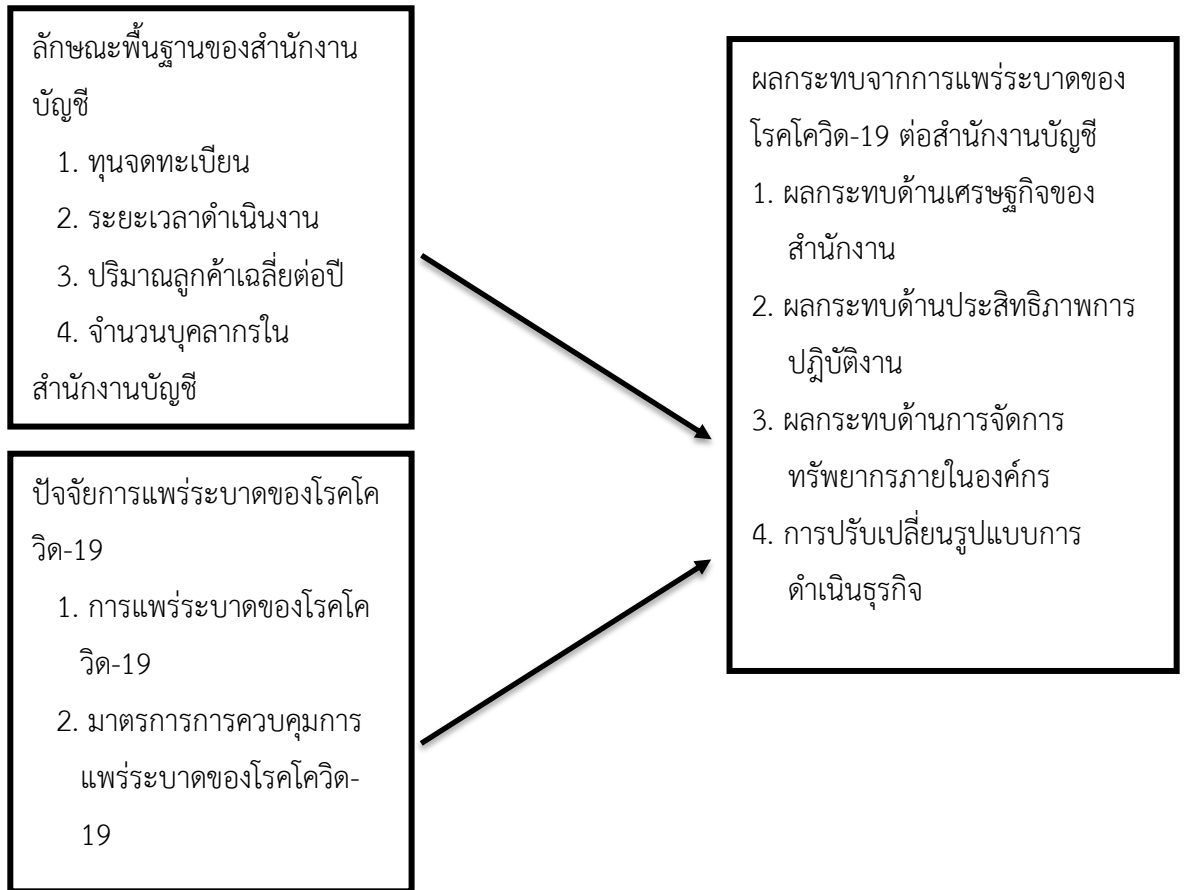 ลักษณะพื้นฐานของสำนักงาน
บัญชี
1. ทุนจดทะเบียน
2. ระยะเวลาดำเนินงาน
3. ปริมาณลูกค้าเฉลี่ยต่อปี
4. จำนวนบุคลากรใน
สำนักงานบัญชี
ปัจจัยการแพร่ระบาดของโรคโค
วิด-19
1. การแพร่ระบาดของโรคโค
วิด-19
2. มาตรการการควบคุมการ
แพร่ระบาดของโรคโควิด-
19
ผลกระทบจากการแพร่ระบาดของ
โรคโควิด-19 ต่อสำนักงานบัญชี
1. ผลกระทบด้านเศรษฐกิจของ
สำนักงาน
2. ผลกระทบด้านประสิทธิภาพการ
ปฎิบัติงาน
3. ผลกระทบด้านการจัดการ
ทรัพยากรภายในองค์กร
4. การปรับเปลี่ยนรูปแบบการ
ดำเนินธุรกิจ